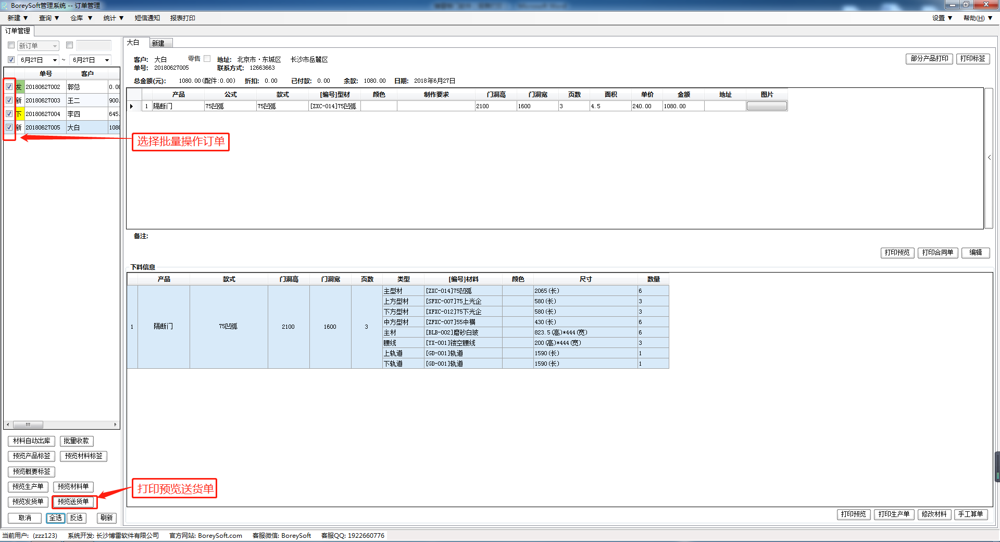 BoreySoft管理系统 -- 订单管理
新建 ▼ 查询 ▼ 仓库 ▼ 统计 ▼ 短信通知 报表打印 设置 ▼ 帮助(H) ▼
订单管理
新订单
6月27日 ~ 6月27日
单号 客户
发 20180627002 郭总 0.00
新 20180627003 王二 900.
下 20180627004 李四 645.
新 20180627005 大白 1080
选择批量操作订单
材料自动出库 批量收款
预览产品标签 预览材料标签
预览概要标签
预览生产单 预览材料单
预览发货单 预览送货单
打印预览送货单
取消 全选 反选 刷新
大白 新建
客户: 大白 零售 地址: 北京市·东城区 长沙市岳麓区 部分产品打印 打印标签
单号: 20180627005 联系方式: 12663663
总金额(元): 1080.00(配件:0.00) 折扣: 0.00 已付款: 0.00 余款: 1080.00 日期: 2018年6月27日
产品 公式 款式 [编号]型材 颜色 制作要求 门洞高 门洞宽 页数 面积 单价 金额 地址 图片
1 隔断门 75凹弧 75凹弧 [ZXC-014]75凹弧 2100 1600 3 4.5 240.00 1080.00
备注:
打印预览 打印合同单 编辑
下料信息
产品 款式 门洞高 门洞宽 页数 类型 [编号]材料 颜色 尺寸 数量
1 隔断门 75凹弧 2100 1600 3
主型材 [ZXC-014]75凹弧 2065(长) 6
上方型材 [SFXC-007]75上光企 580(长) 3
下方型材 [XFXC-012]75下光企 580(长) 3
中方型材 [ZFXC-007]55中横 430(长) 6
主材 [BLB-002]磨砂白玻 823.5(高)*444(宽) 6
腰线 [YX-001]镂空腰线 200(高)*444(宽) 3
上轨道 [GD-001]轨道 1590(长) 1
下轨道 [GD-001]轨道 1590(长) 1
打印预览 打印生产单 修改材料 手工算单
当前用户: (zzz123) 系统开发: 长沙博雷软件有限公司 官方网站: BoreySoft.com 客服微信: BoreySoft 客服QQ: 1922660776